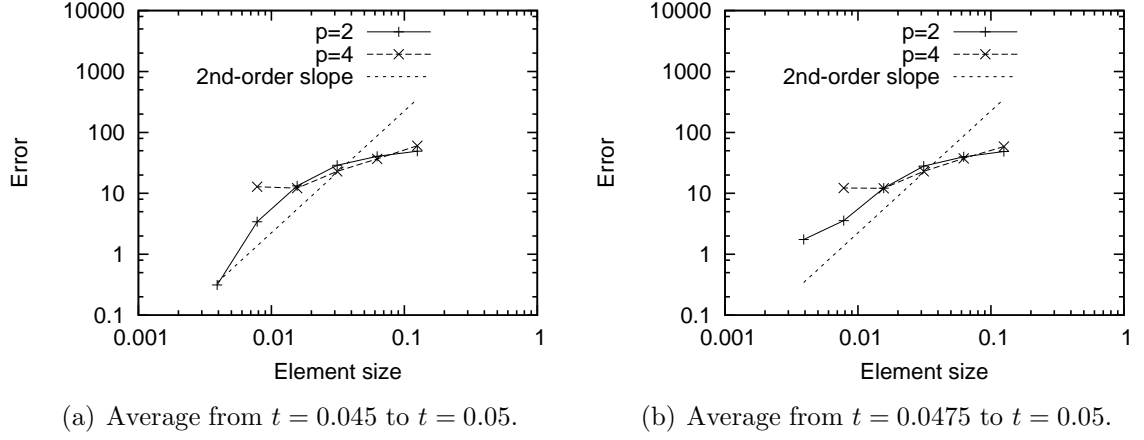 10000
1000
100
10
1
0.1
Error
p=2
p=4
2nd-order slope
0.001 0.01 0.1 1
Element size
(a) Average from t = 0.045 to t = 0.05.
10000
1000
100
10
1
0.1
Error
p=2
p=4
2nd-order slope
0.001 0.01 0.1 1
Element size
(b) Average from t = 0.0475 to t = 0.05.